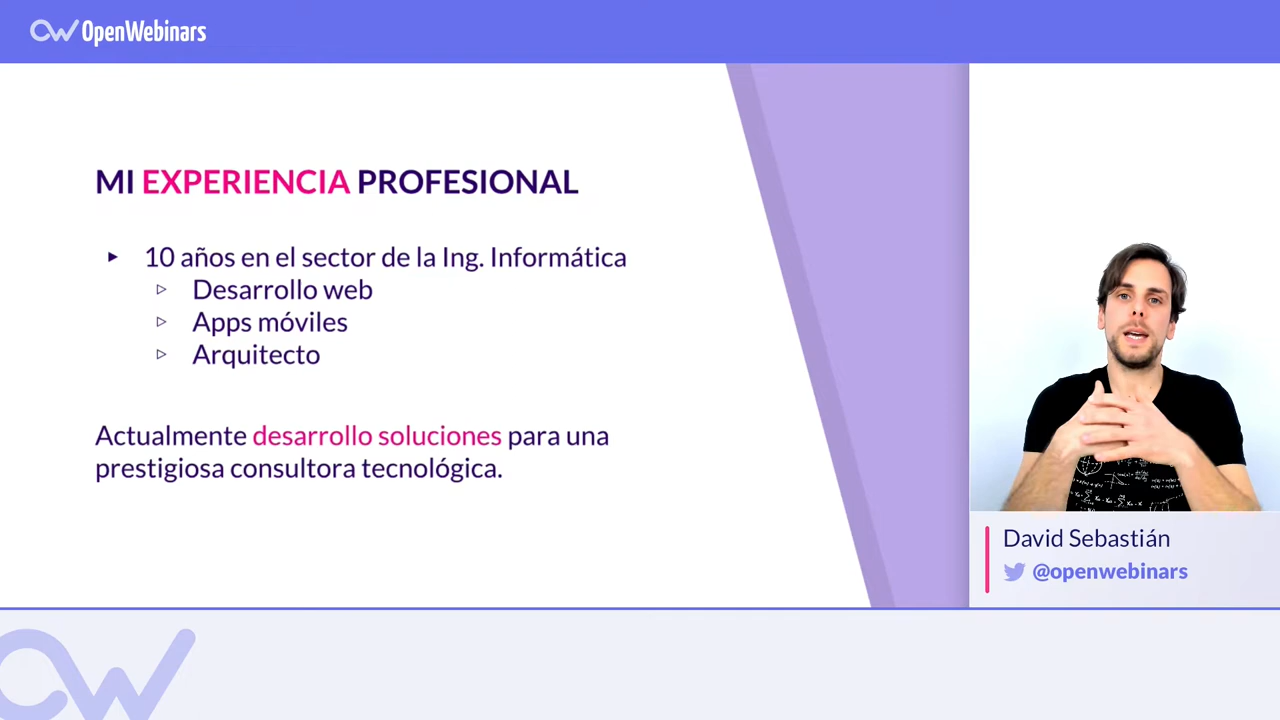 OpenWebinars
MI EXPERIENCIA PROFESIONAL
10 años en el sector de la Ing. Informática
Desarrollo web
Apps móviles
Arquitecto
Actualmente desarrollo soluciones para una
prestigiosa consultora tecnológica.
David Sebastián
@openwebinars